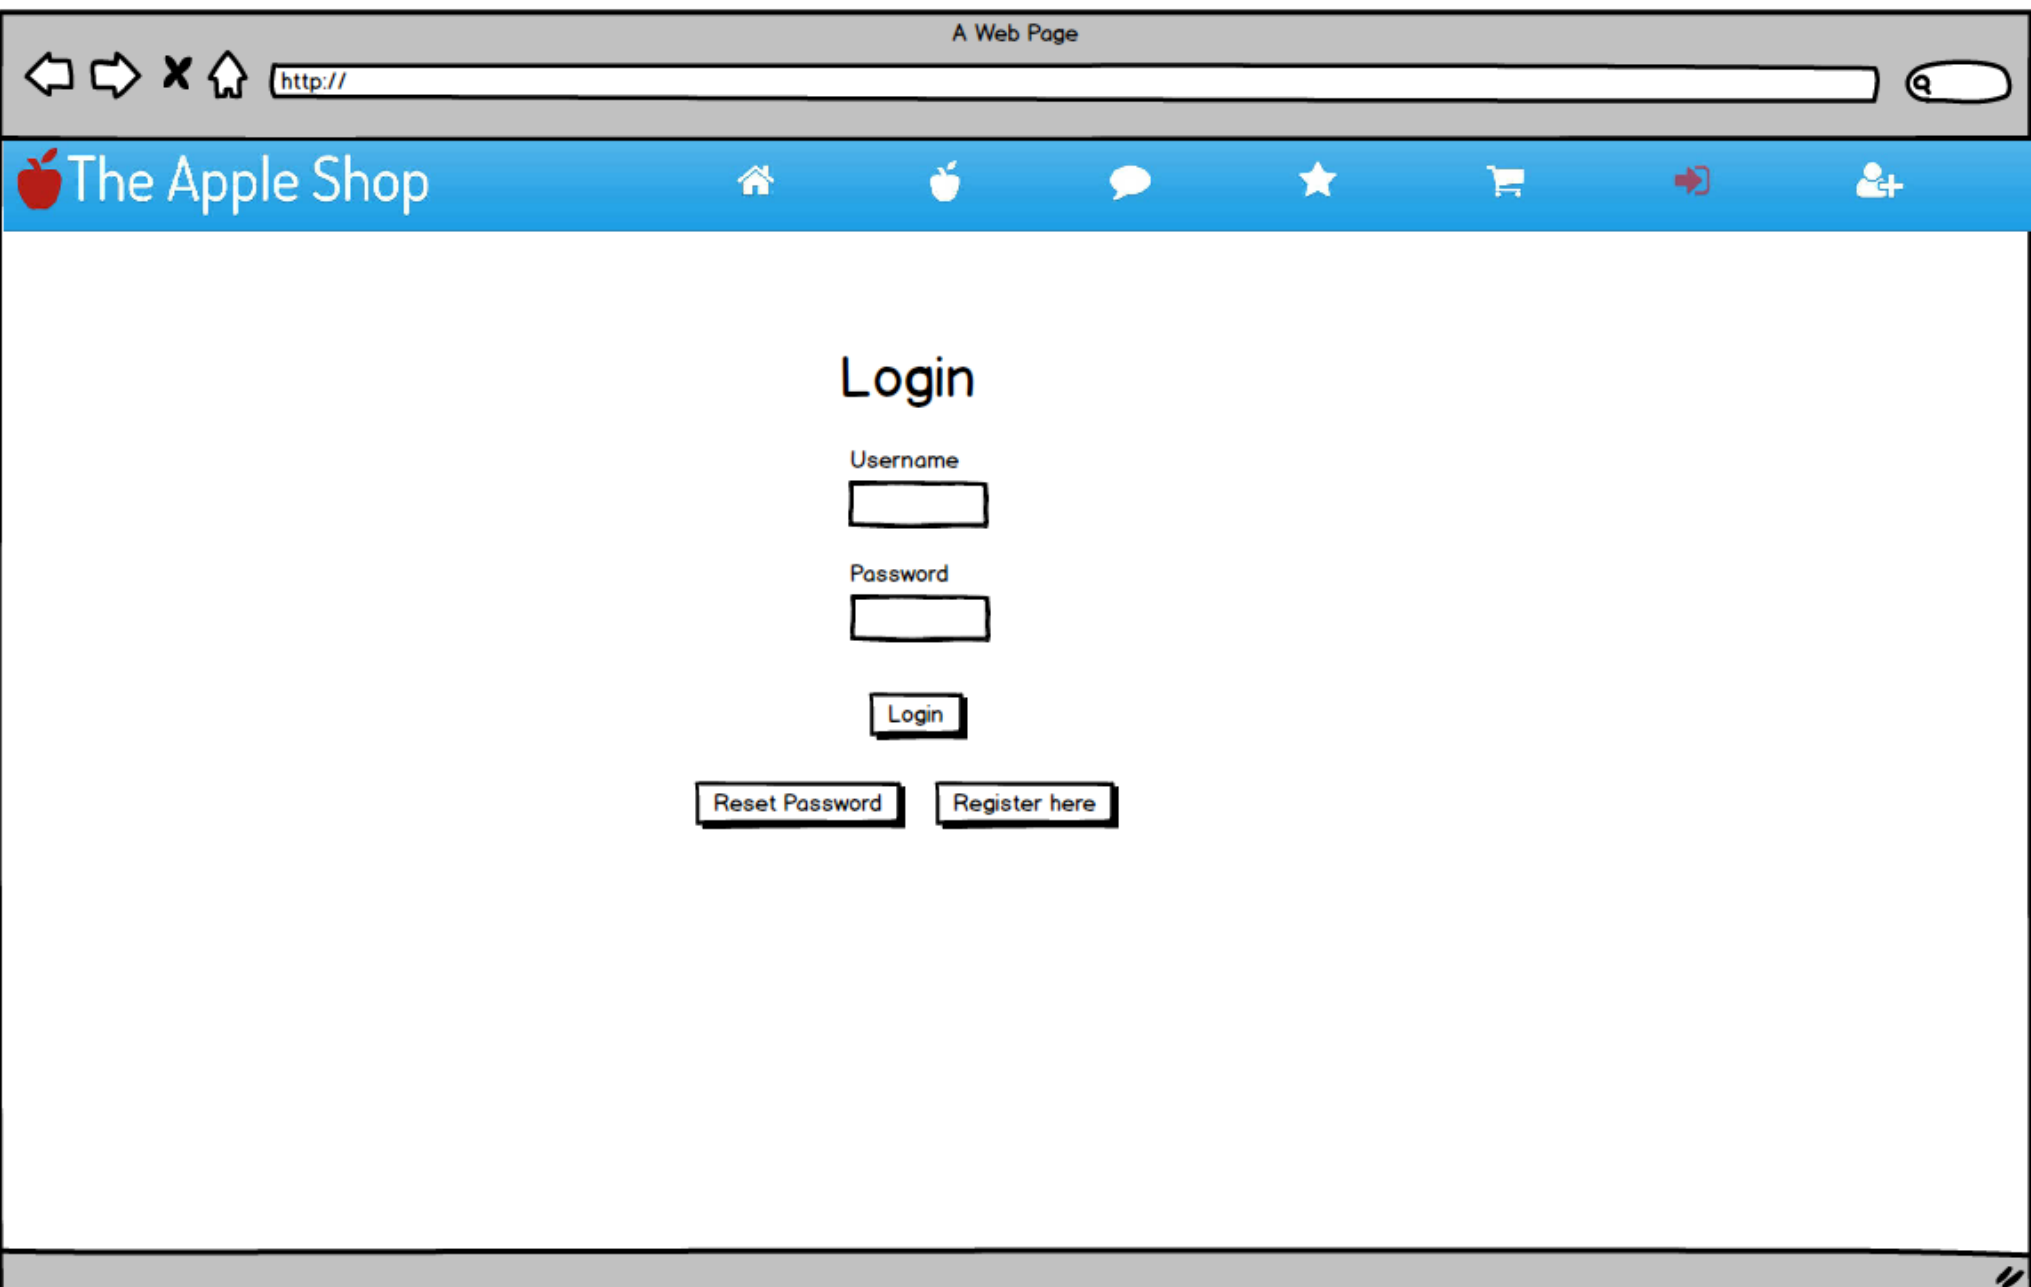 A Web Page
http://
The Apple Shop
Login
Username
Password
Login
Reset Password Register here